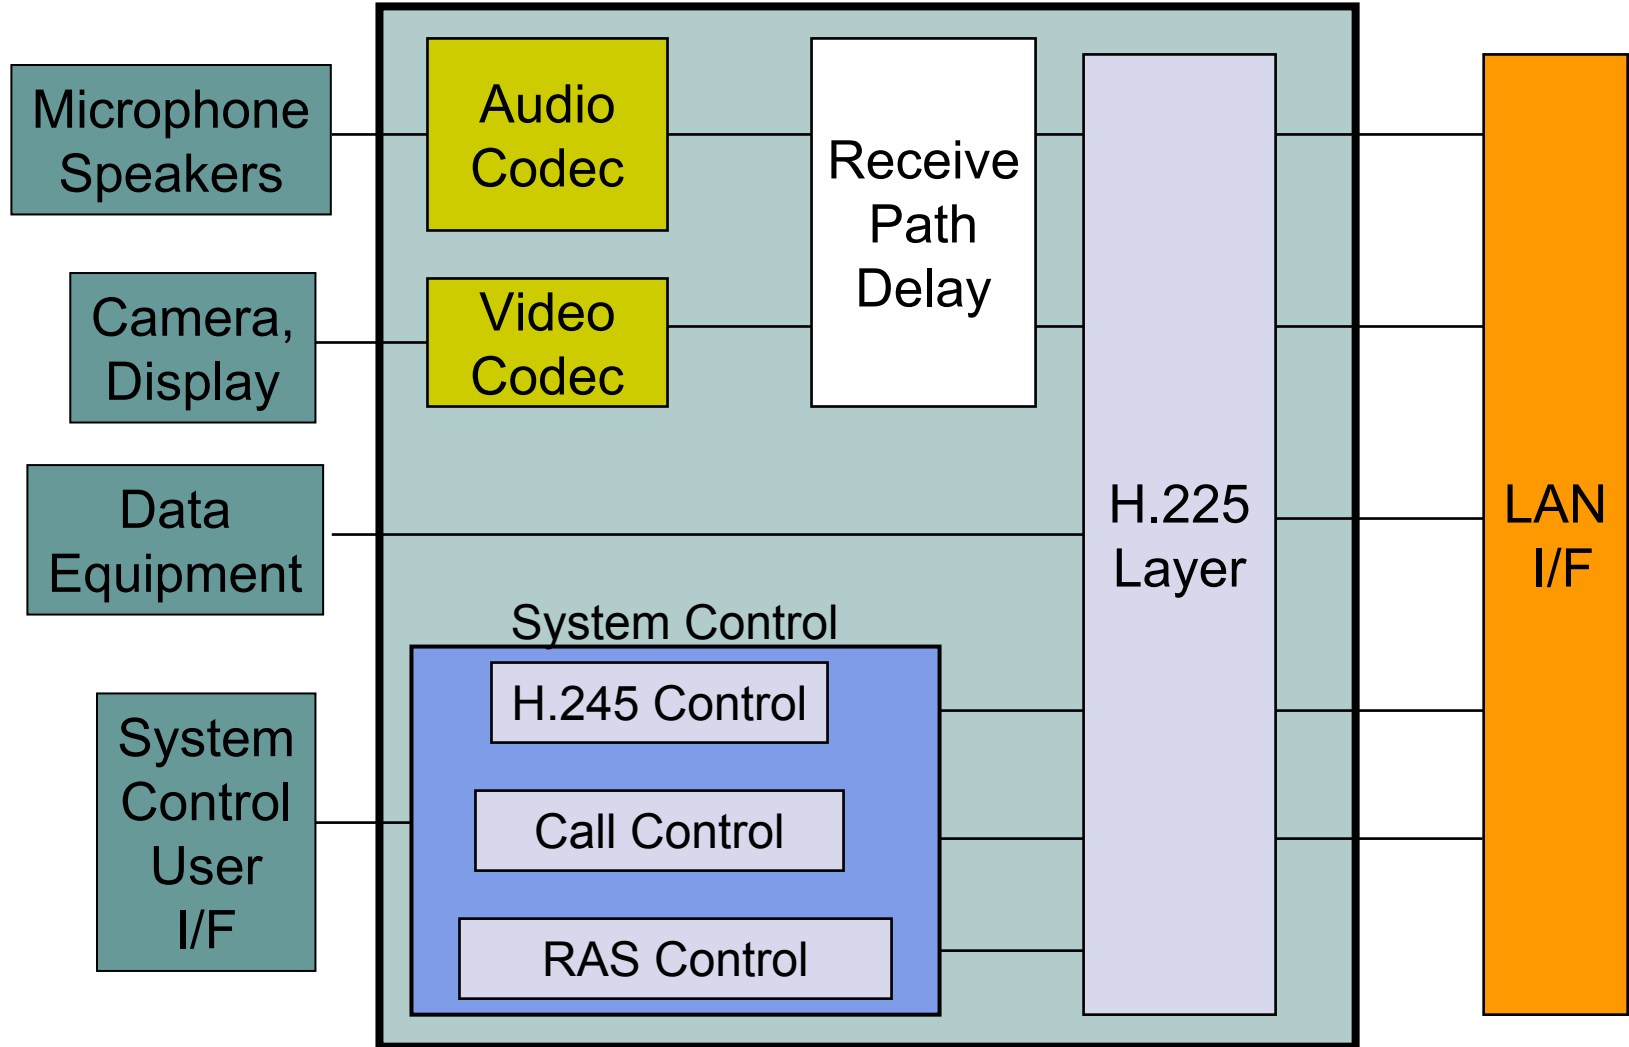 Microphone
Speakers
Audio
Codec
Receive
Path
Delay
Camera,
Display
Video
Codec
Data
Equipment
H.225
Layer
LAN
I/F
System Control
H.245 Control
Call Control
RAS Control
System
Control
User
I/F